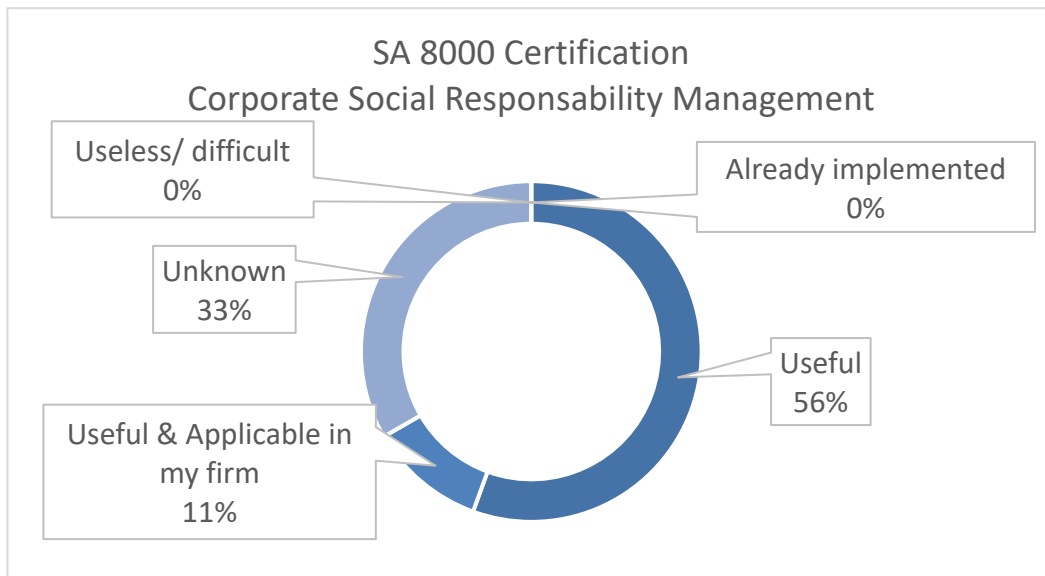 SA 8000 Certification
Corporate Social Responsability Management
Useless/ difficult
0%
Already implemented
0%
Unknown
33%
Useful
56%
Useful & Applicable in
my firm
11%